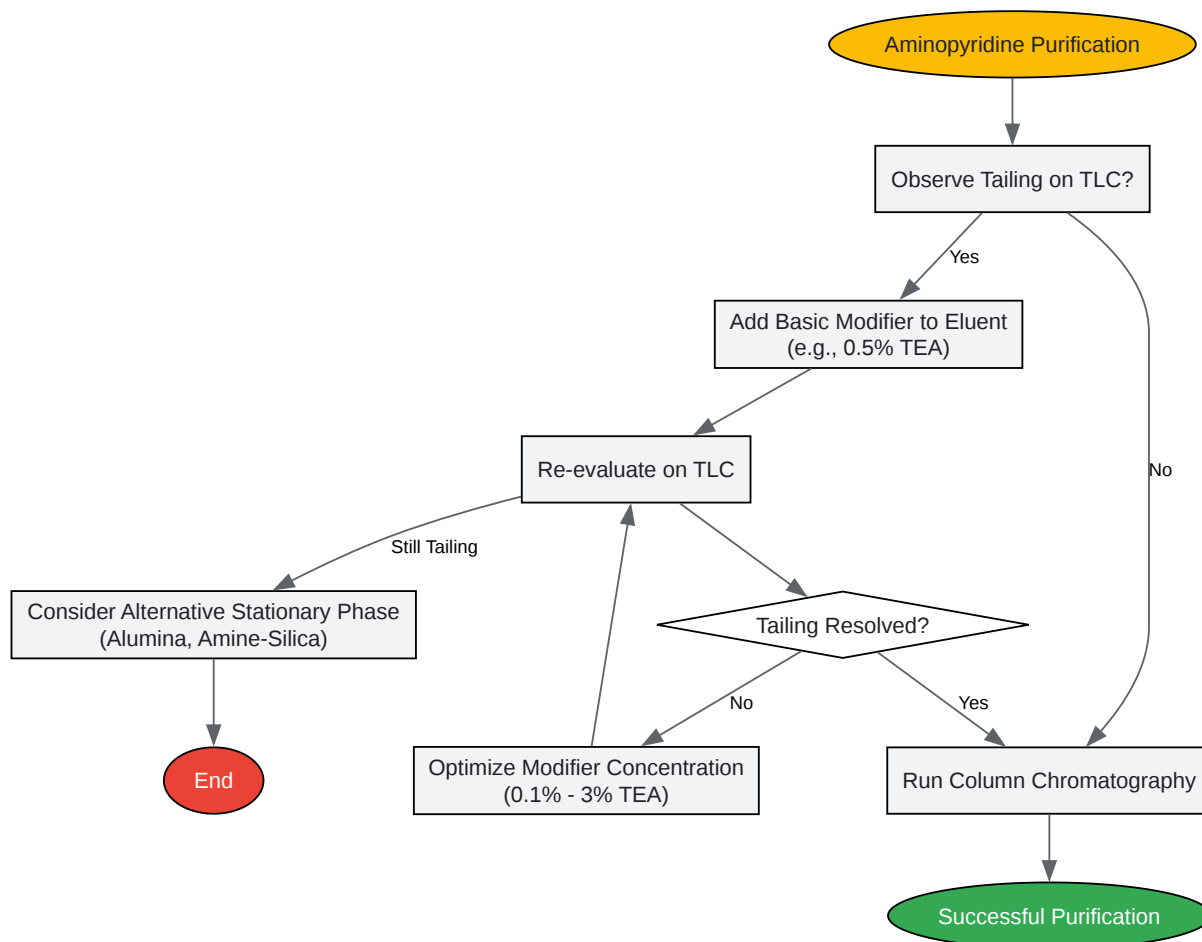 Aminopyridine Purification
Observe Tailing on TLC?
Yes
Add Basic Modifier to Eluent
(e.g., 0.5% TEA)
Re-evaluate on TLC
No
Still Tailing
Consider Alternative Stationary Phase
(Alumina, Amine-Silica)
Tailing Resolved?
No
Yes
End
Optimize Modifier Concentration
(0.1% - 3% TEA)
Run Column Chromatography
Successful Purification